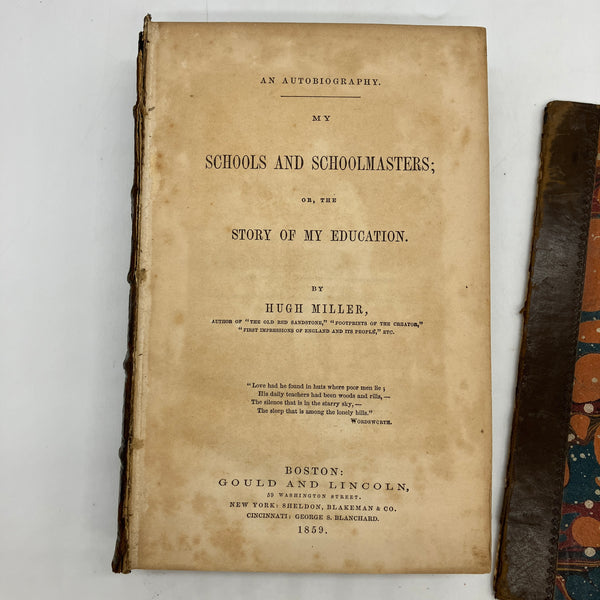 AN AUTOBIOGRAPHY.
MY
SCHOOLS AND SCHOOLMASTERS;
OR, THE
STORY OF MY EDUCATION.
BY
HUGH MILLER,
AUTHOR OF "THE OLD RED SANDSTONE," "FOOTPRINTS OF THE CREATOR,"
"FIRST IMPRESSIONS OF ENGLAND AND ITS PEOPLE," ETC.
"Love had he found in huts where poor men lie;
His daily teachers had been woods and rills,—
The silence that is in the starry sky,—
The sleep that is among the lonely hills."
WORDSWORTH.
BOSTON:
GOULD AND LINCOLN,
59 WASHINGTON STREET.
NEW YORK: SHELDON, BLAKEMAN & CO.
CINCINNATI: GEORGE S. BLANCHARD.
1859.